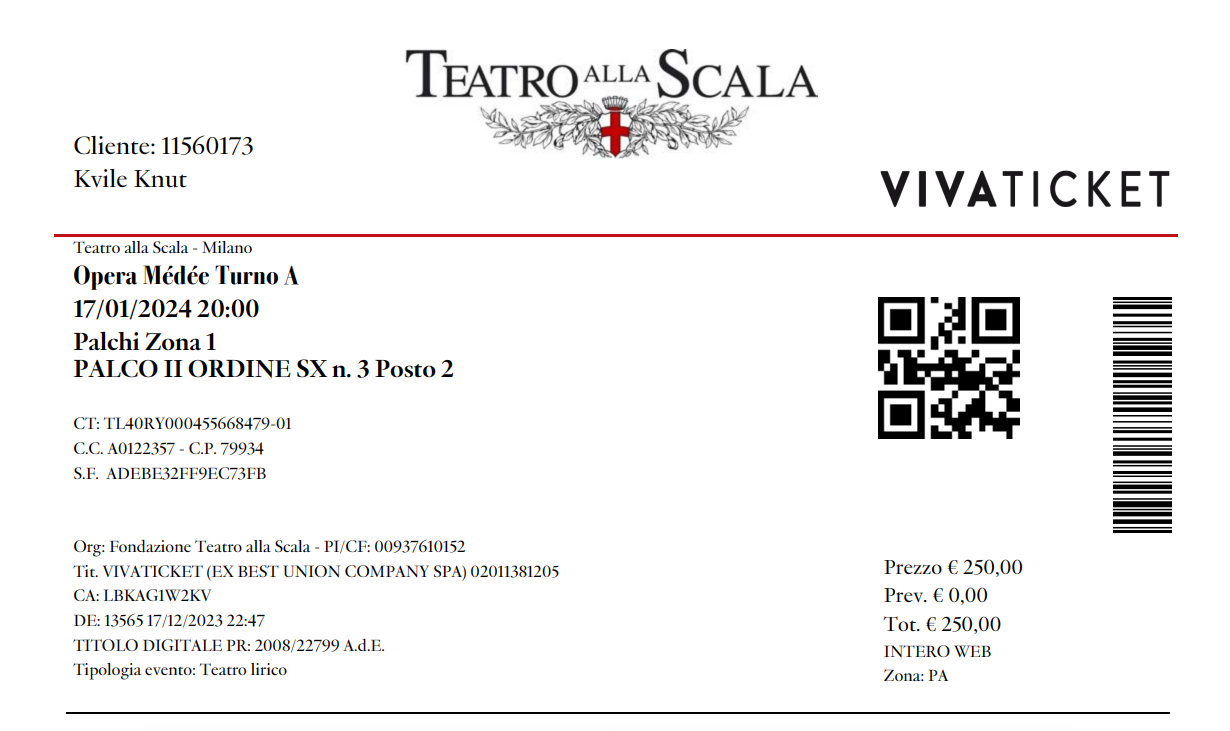 TEATRO ALLA SCALA
Cliente: 11560173
Kvile Knut
VIVATICKET
Teatro alla Scala - Milano
Opera Médée Turno A
17/01/2024 20:00
Palchi Zona 1
PALCO II ORDINE SX n. 3 Posto 2
CT: TL40RY000455668479-01
C.C. A0122357 - C.P. 79934
S.F. ADEBE32FF9EC73FB
Org: Fondazione Teatro alla Scala - PI/CF: 00937610152
Tit. VIVATICKET (EX BEST UNION COMPANY SPA) 02011381205
CA: LBKAG1W2KV
DE: 13565 17/12/2023 22:47
TITOLO DIGITALE PR: 2008/22799 A.d.E.
Tipologia evento: Teatro lirico
Prezzo € 250,00
Prev. € 0,00
Tot. € 250,00
INTERO WEB
Zona: PA